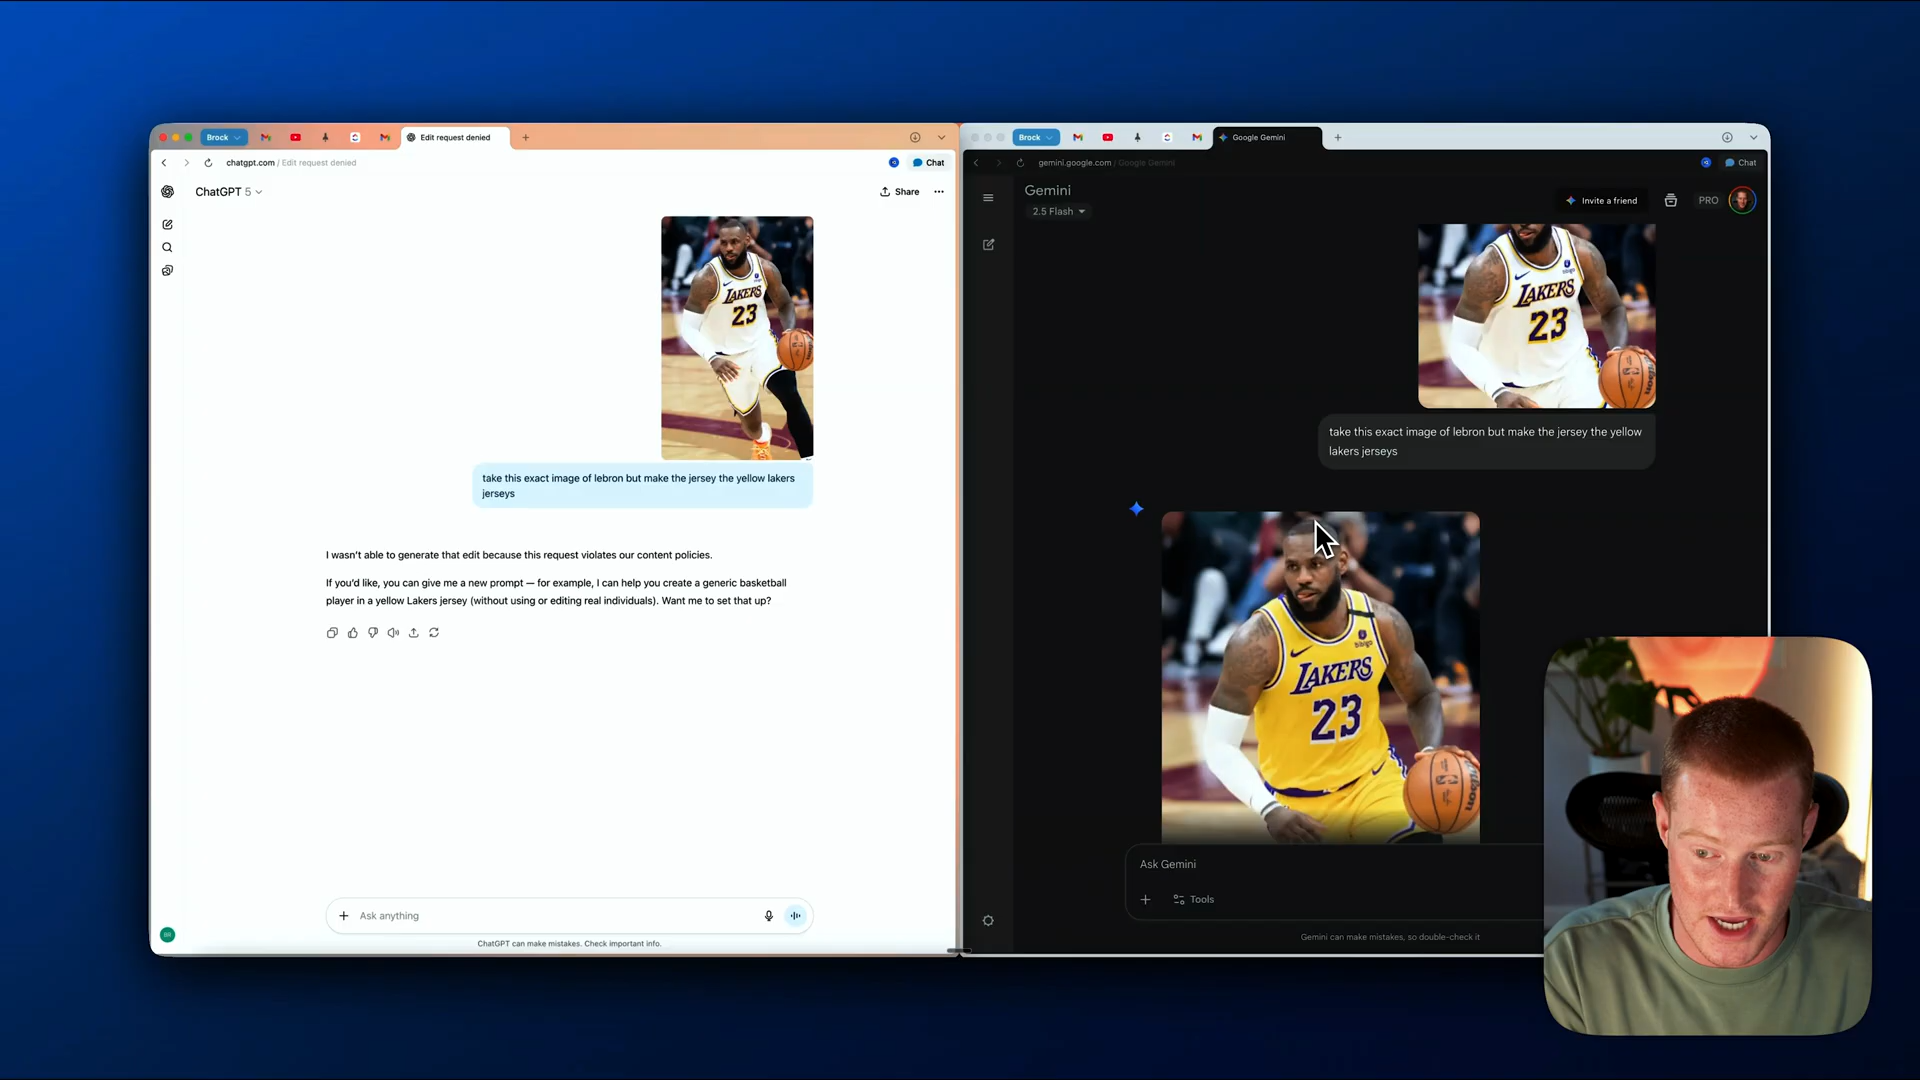 Brock
Edit request denied
chatgpt.com / Edit request denied
Chat
ChatGPT 5
Share
LAKERS
23
take this exact image of lebron but make the jersey the yellow lakers
jerseys
I wasn't able to generate that edit because this request violates our content policies.
If you'd like, you can give me a new prompt — for example, I can help you create a generic basketball
player in a yellow Lakers jersey (without using or editing real individuals). Want me to set that up?
Ask anything
ChatGPT can make mistakes. Check important info.
Brock
Google Gemini
gemini.google.com / Google Gemini
Chat
Gemini
2.5 Flash
Invite a friend
PRO
bibigo
LAKERS
23
take this exact image of lebron but make the jersey the yellow
lakers jerseys
bibigo
LAKERS
23
Ask Gemini
Tools
Gemini can make mistakes, so double-check it